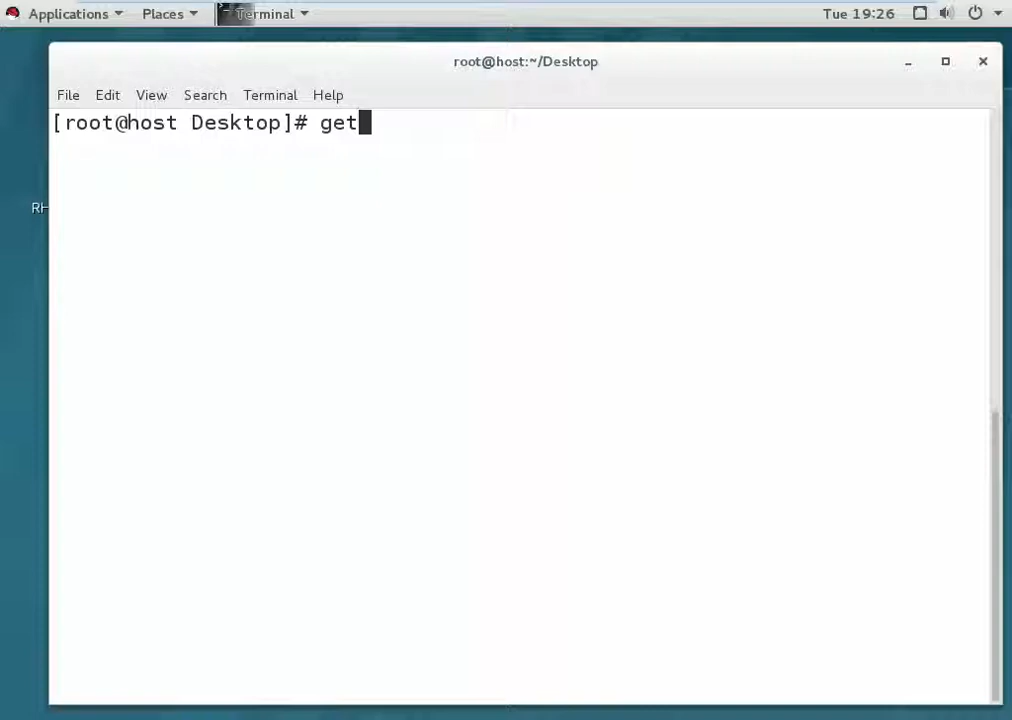 Applications Places Terminal Tue 19:26
root@host:~/Desktop
File Edit View Search Terminal Help
[root@host Desktop]# get
RH